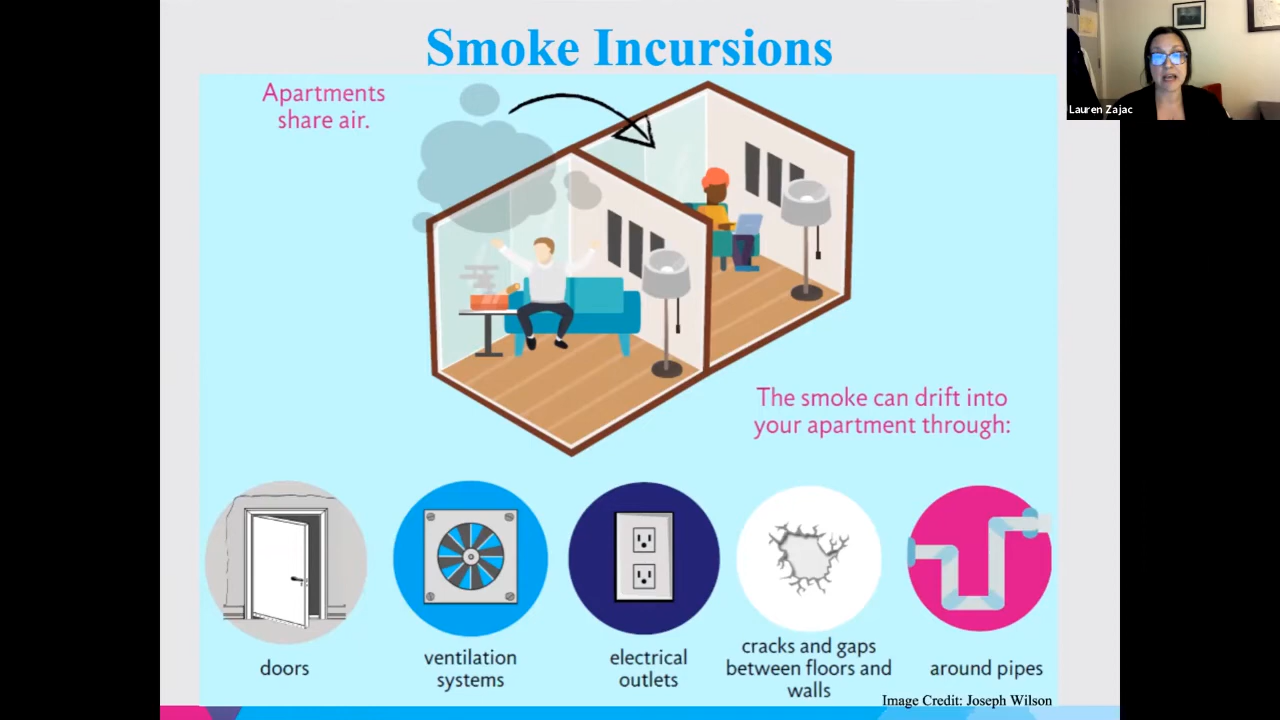 Smoke Incursions
Lauren Zajac
Apartments
share air.
The smoke can drift into
your apartment through:
doors
ventilation
systems
electrical
outlets
cracks and gaps
between floors and
walls
around pipes
Image Credit: Joseph Wilson